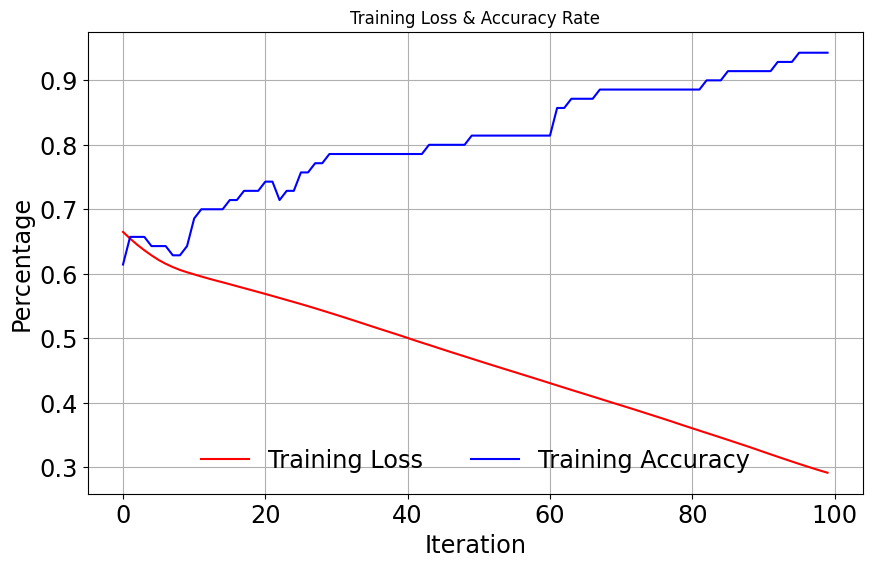 Training Loss & Accuracy Rate
0.9
0.8
0.7
0.6
0.5
0.4
0.3
Percentage
Training Loss Training Accuracy
0 20 40 60 80 100
Iteration